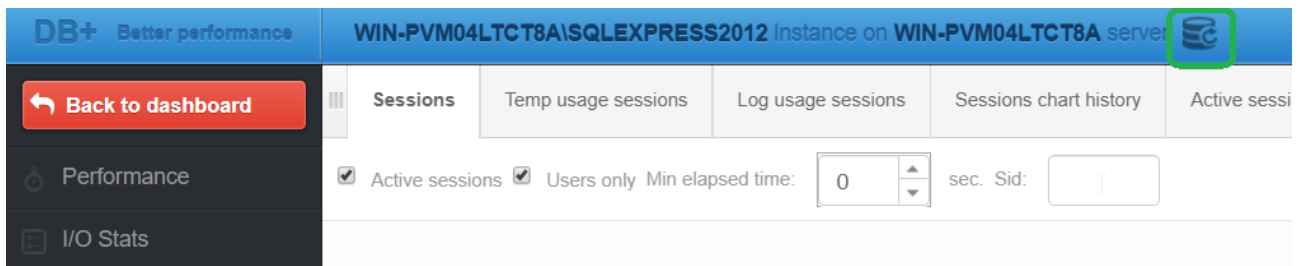 DB+ Better performance WIN-PVM04LTCT8A\SQLEXPRESS2012 Instance on WIN-PVM04LTCT8A server
Back to dashboard Sessions Temp usage sessions Log usage sessions Sessions chart history Active sessi
Performance Active sessions Users only Min elapsed time: 0 sec. Sid:
I/O Stats